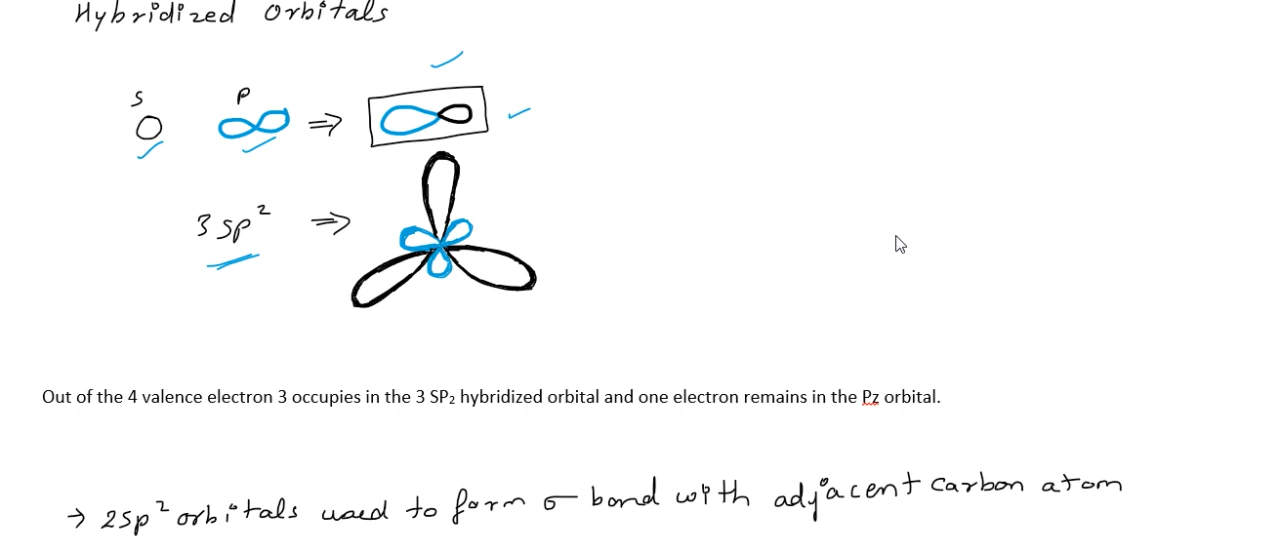 Hybridized Orbitals
S P ⇒
3 sp² ⇒
Out of the 4 valence electron 3 occupies in the 3 SP₂ hybridized orbital and one electron remains in the Pz orbital.
→ 2sp² orbitals used to form σ bond with adjacent carbon atom